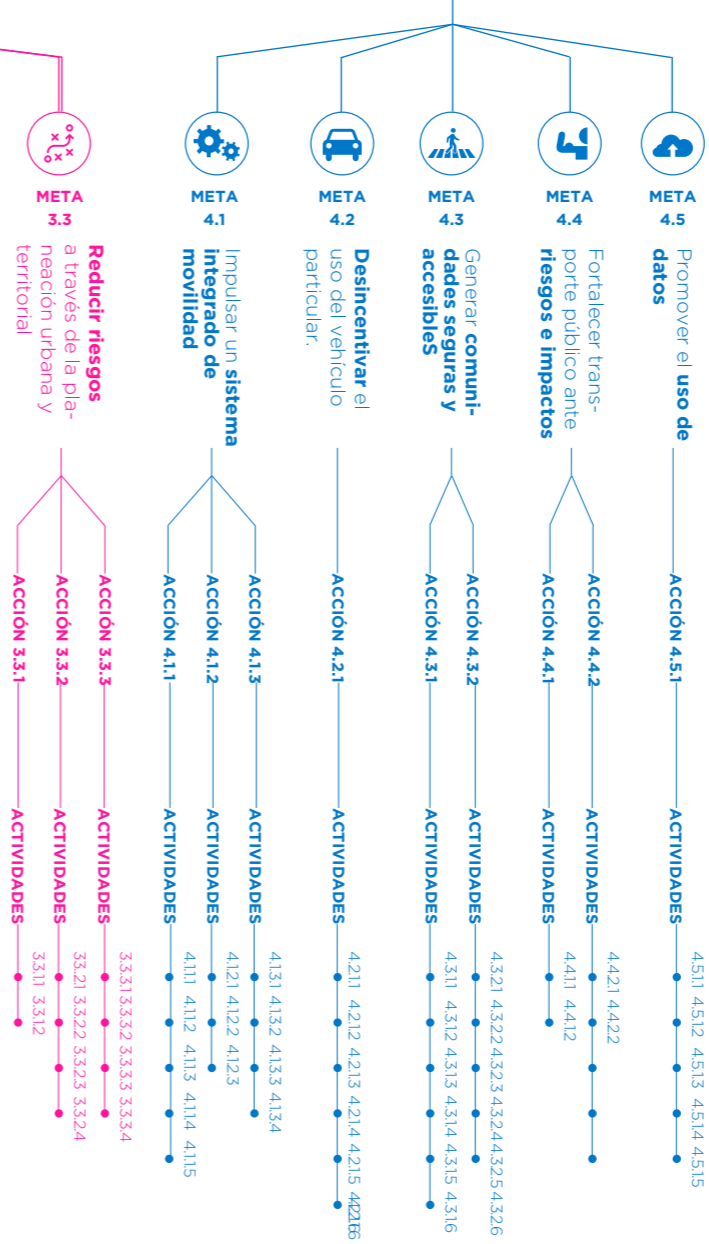 META
3.3
Reducir riesgos
a través de la pla-
neación urbana y
territorial
ACCIÓN 3.3.1
ACTIVIDADES
3.3.1.1 3.3.1.2
ACCIÓN 3.3.2
ACTIVIDADES
33.2.1 3.3.2.2 3.3.2.3 3.3.2.4
ACCIÓN 3.3.3
ACTIVIDADES
3.3.3.1 3.3.3.2 3.3.3.3 3.3.3.4
META
4.1
Impulsar un sistema
integrado de
movilidad
ACCIÓN 4.1.1
ACTIVIDADES
4.1.1.1 4.1.1.2 4.1.1.3 4.1.1.4 4.1.1.5
ACCIÓN 4.1.2
ACTIVIDADES
4.1.2.1 4.1.2.2 4.1.2.3
ACCIÓN 4.1.3
ACTIVIDADES
4.1.3.1 4.1.3.2 4.1.3.3 4.1.3.4
META
4.2
Desincentivar el
uso del vehículo
particular.
ACCIÓN 4.2.1
ACTIVIDADES
4.2.1.1 4.2.1.2 4.2.1.3 4.2.1.4 4.2.1.5
META
4.3
Generar comuni-
dades seguras y
accesibleS
ACCIÓN 4.3.1
ACTIVIDADES
4.3.1.1 4.3.1.2 4.3.1.3 4.3.1.4 4.3.1.5 4.3.1.6
ACCIÓN 4.3.2
ACTIVIDADES
4.3.2.1 4.3.2.2 4.3.2.3 4.3.2.4 4.3.2.5 4.3.2.6
META
4.4
Fortalecer trans-
porte público ante
riesgos e impactos
ACCIÓN 4.4.1
ACTIVIDADES
4.4.1.1 4.4.1.2
ACCIÓN 4.4.2
ACTIVIDADES
4.4.2.1 4.4.2.2
META
4.5
Promover el uso de
datos
ACCIÓN 4.5.1
ACTIVIDADES
4.5.1.1 4.5.1.2 4.5.1.3 4.5.1.4 4.5.1.5